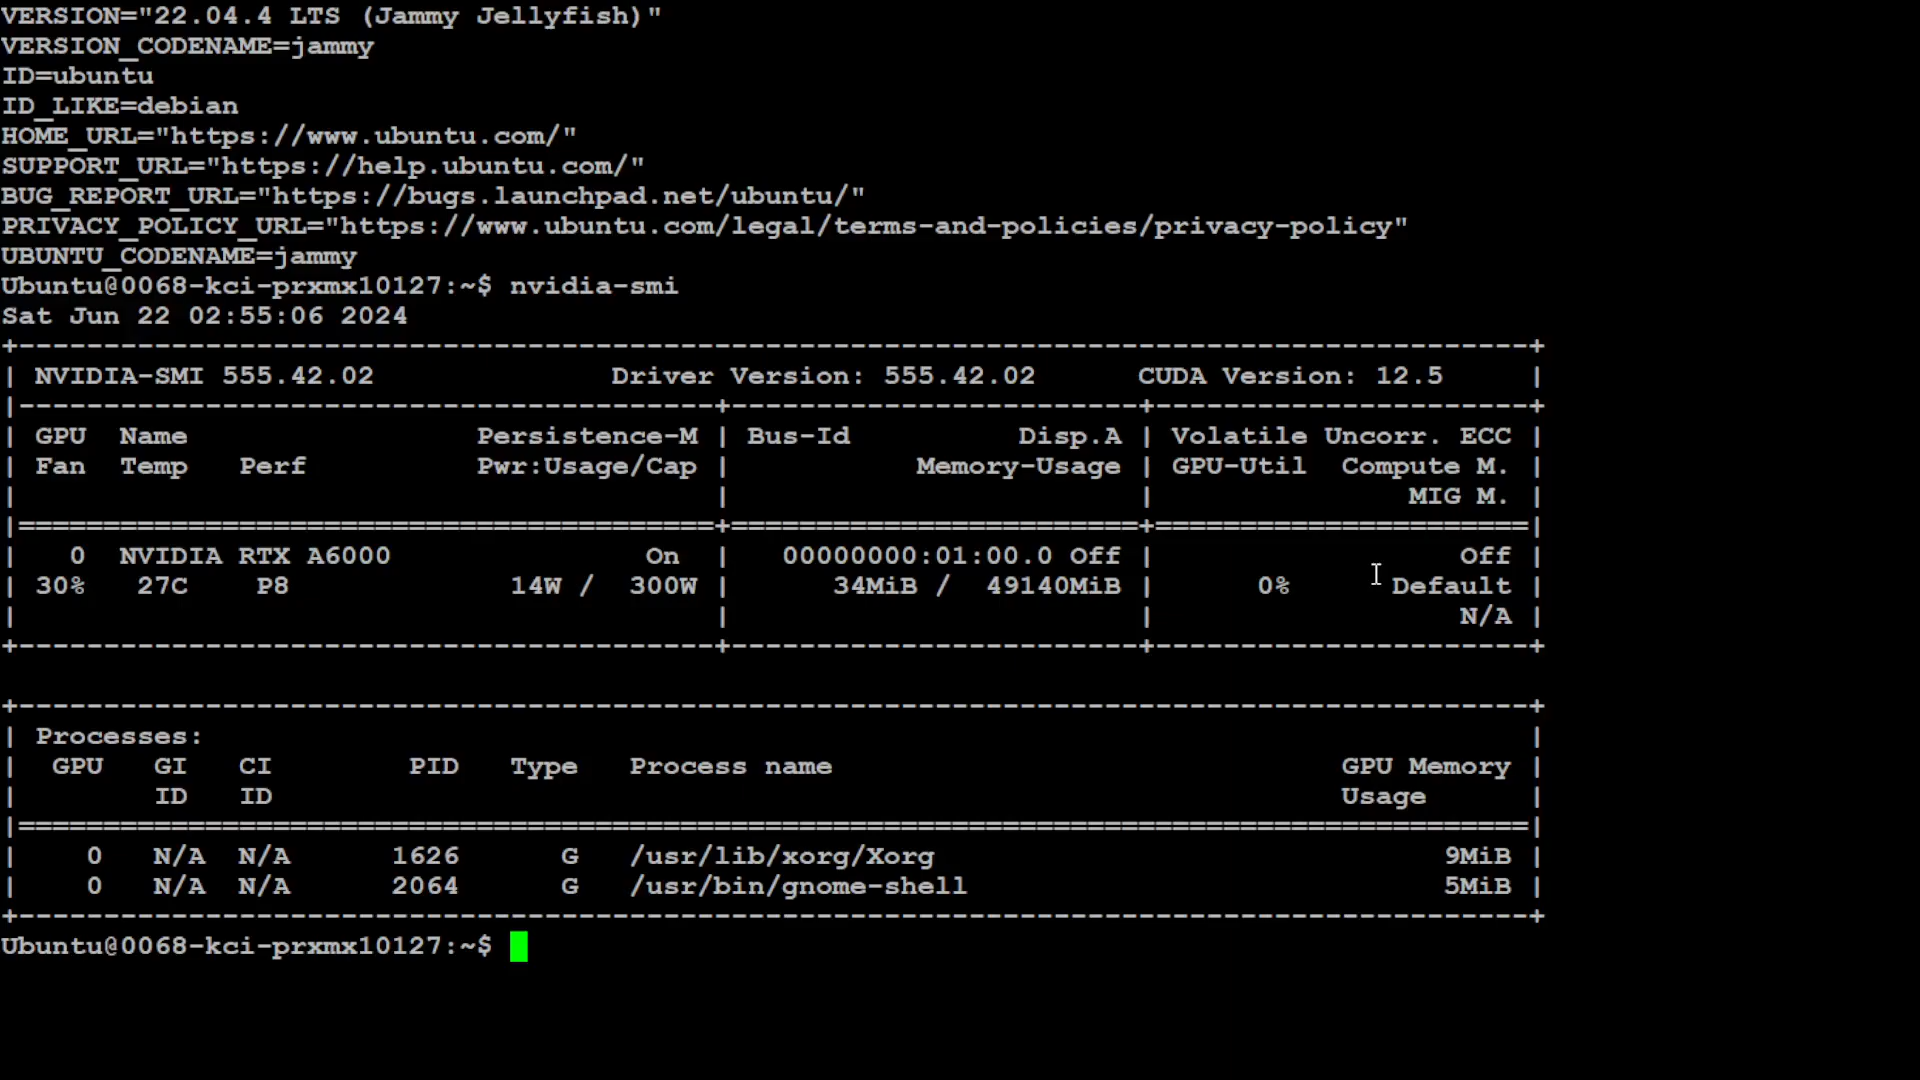 VERSION="22.04.4 LTS (Jammy Jellyfish)"
VERSION_CODENAME=jammy
ID=ubuntu
ID_LIKE=debian
HOME_URL="https://www.ubuntu.com/"
SUPPORT_URL="https://help.ubuntu.com/"
BUG_REPORT_URL="https://bugs.launchpad.net/ubuntu/"
PRIVACY_POLICY_URL="https://www.ubuntu.com/legal/terms-and-policies/privacy-policy"
UBUNTU_CODENAME=jammy
Ubuntu@0068-kci-prxmx10127:~$ nvidia-smi
Sat Jun 22 02:55:06 2024
+-----------------------------------------------------------------------------------------+
| NVIDIA-SMI 555.42.02              Driver Version: 555.42.02      CUDA Version: 12.5     |
|-----------------------------------------+------------------------+----------------------+
| GPU  Name                 Persistence-M | Bus-Id          Disp.A | Volatile Uncorr. ECC |
| Fan  Temp   Perf          Pwr:Usage/Cap |           Memory-Usage | GPU-Util  Compute M. |
|                                         |                        |               MIG M. |
|=========================================+========================+======================|
|   0  NVIDIA RTX A6000               On  |   00000000:01:00.0 Off |                  Off |
| 30%   27C    P8              14W /  300W |      34MiB /  49140MiB |      0%      Default |
|                                         |                        |                  N/A |
+-----------------------------------------+------------------------+----------------------+
+-----------------------------------------------------------------------------------------+
| Processes:                                                                              |
|  GPU   GI   CI        PID   Type   Process name                              GPU Memory |
|        ID   ID                                                               Usage      |
|=========================================================================================|
|    0   N/A  N/A      1626      G   /usr/lib/xorg/Xorg                              9MiB |
|    0   N/A  N/A      2064      G   /usr/bin/gnome-shell                            5MiB |
+-----------------------------------------------------------------------------------------+
Ubuntu@0068-kci-prxmx10127:~$